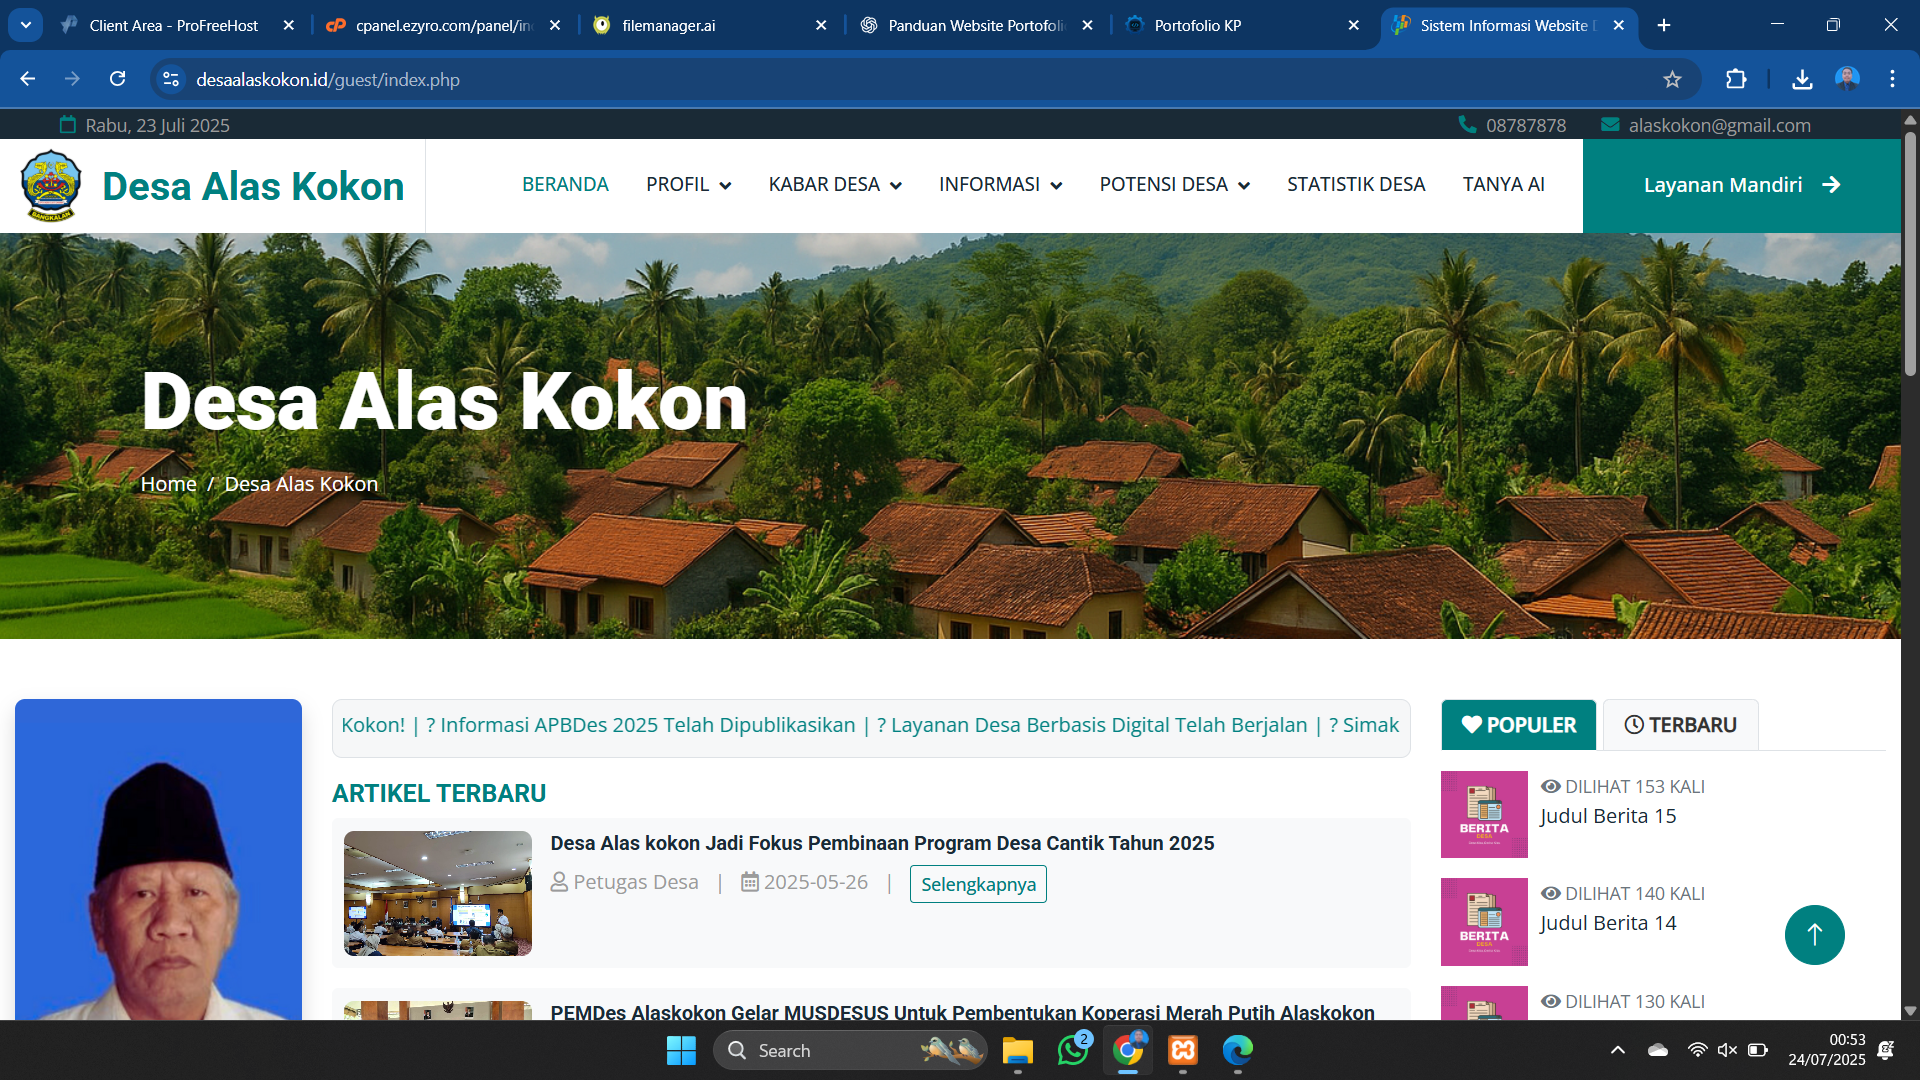 Client Area - ProFreeHost
cpanel.ezyro.com/panel/in
filemanager.ai
Panduan Website Portofoli
Portofolio KP
Sistem Informasi Website
desaalaskokon.id/guest/index.php
Rabu, 23 Juli 2025
08787878
alaskokon@gmail.com
BANGKALAN
Desa Alas Kokon
BERANDA
PROFIL
KABAR DESA
INFORMASI
POTENSI DESA
STATISTIK DESA
TANYA AI
Layanan Mandiri
Desa Alas Kokon
Home / Desa Alas Kokon
Kokon! | ? Informasi APBDes 2025 Telah Dipublikasikan | ? Layanan Desa Berbasis Digital Telah Berjalan | ? Simak
ARTIKEL TERBARU
Desa Alas kokon Jadi Fokus Pembinaan Program Desa Cantik Tahun 2025
Petugas Desa | 2025-05-26 | Selengkapnya
PEMDes Alaskokon Gelar MUSDESUS Untuk Pembentukan Koperasi Merah Putih Alaskokon
POPULER
TERBARU
BERITA
DESA
DILIHAT 153 KALI
Judul Berita 15
BERITA
DESA
DILIHAT 140 KALI
Judul Berita 14
DILIHAT 130 KALI
Search
2
00:53
24/07/2025